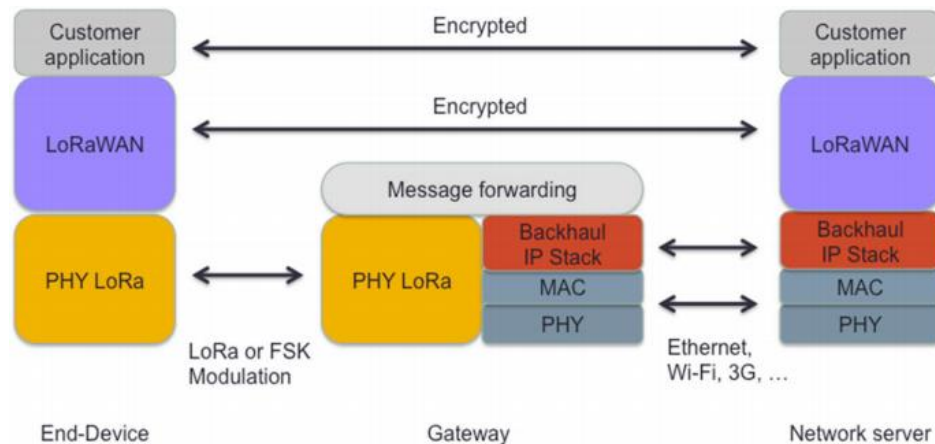 Customer
application
Encrypted
Customer
application
LoRaWAN
Encrypted
LoRaWAN
Message forwarding
PHY LoRa
PHY LoRa
Backhaul
IP Stack
MAC
PHY
Backhaul
IP Stack
MAC
PHY
LoRa or FSK
Modulation
Ethernet,
Wi-Fi, 3G, ...
End-Device
Gateway
Network server